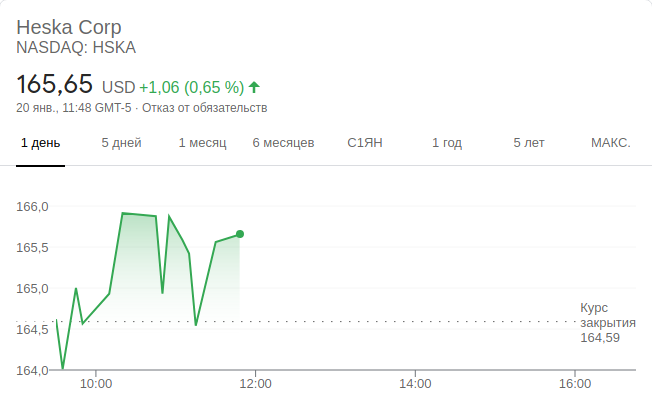 Heska Corp
NASDAQ: HSKA
165,65 USD +1,06 (0,65 %)
20 янв., 11:48 GMT-5 · Отказ от обязательств
1 день 5 дней 1 месяц 6 месяцев С1ЯН 1 год 5 лет МАКС.
166,0
165,5
165,0
164,5
164,0
Курс
закрытия
164,59
10:00 12:00 14:00 16:00